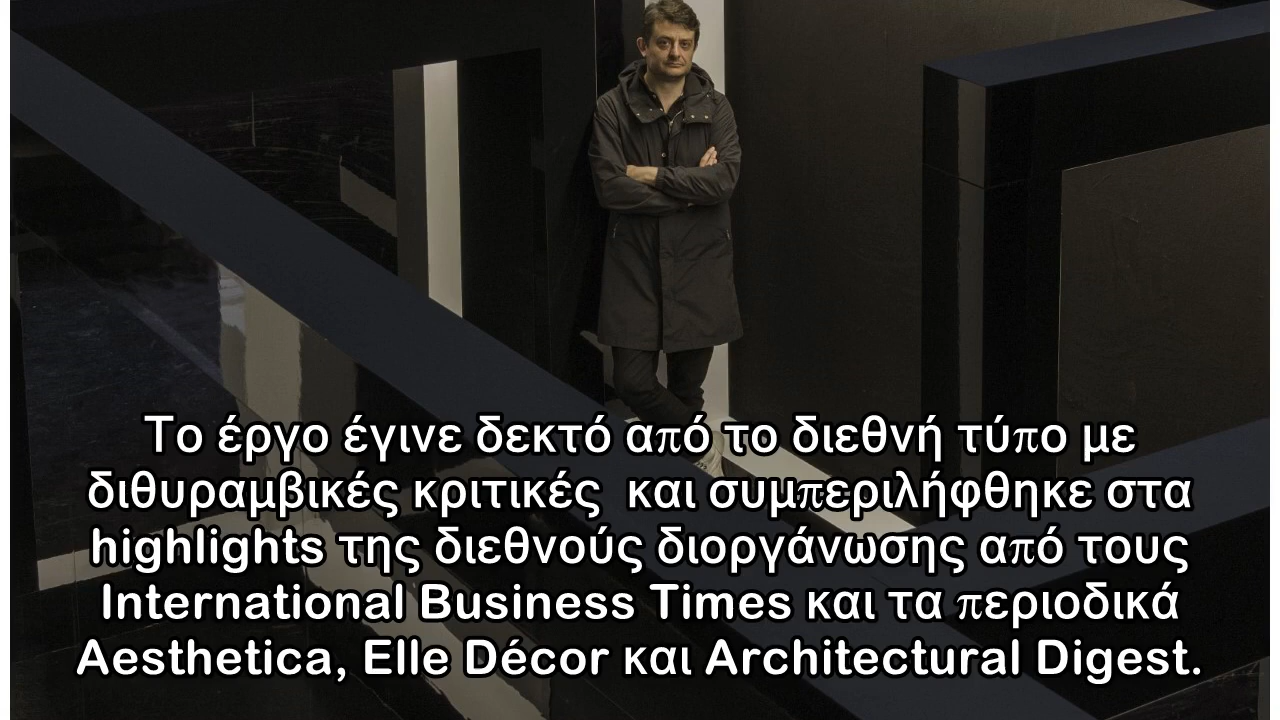 Το έργο έγινε δεκτό από το διεθνή τύπο με
διθυραμβικές κριτικές  και συμπεριλήφθηκε στα
highlights της διεθνούς διοργάνωσης από τους
International Business Times και τα περιοδικά
Aesthetica, Elle Décor και Architectural Digest.